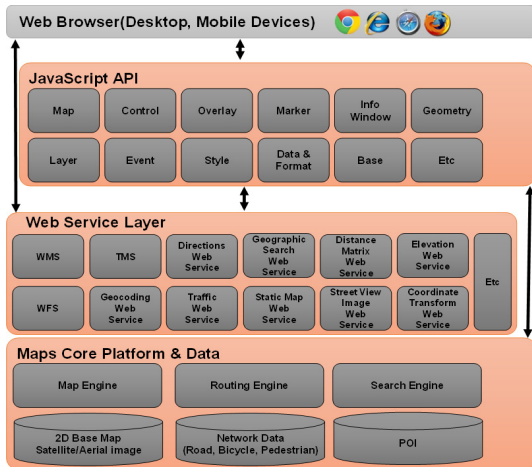 Web Browser(Desktop, Mobile Devices)
JavaScript API
Map
Control
Overlay
Marker
Info
Window
Geometry
Layer
Event
Style
Data &
Format
Base
Etc
Web Service Layer
WMS
TMS
Directions
Web
Service
Geographic
Search
Web
Service
Distance
Matrix
Web
Service
Elevation
Web
Service
Etc
WFS
Geocoding
Web
Service
Traffic
Web
Service
Static Map
Web
Service
Street View
Image
Web
Service
Coordinate
Transform
Web
Service
Maps Core Platform & Data
Map Engine
Routing Engine
Search Engine
2D Base Map
Satellite/Aerial image
Network Data
(Road, Bicycle, Pedestrian)
POI